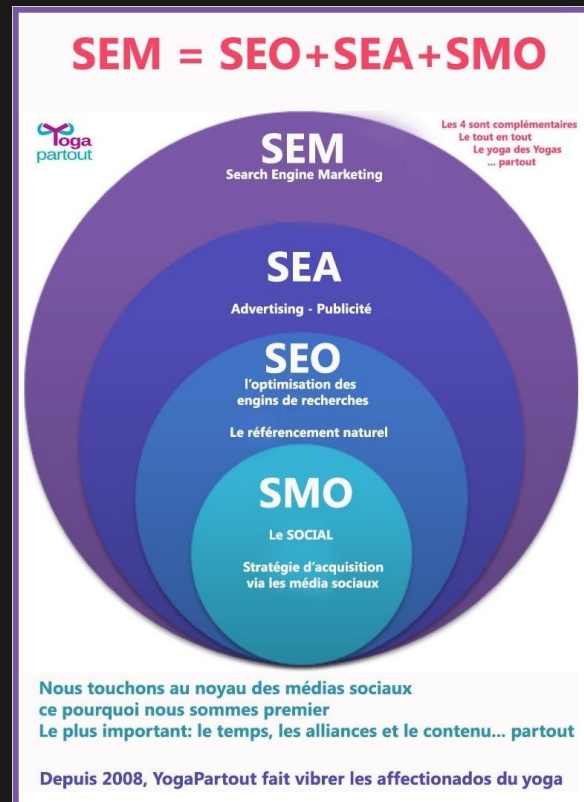 SEM = SEO+SEA+SMO
Yoga
partout
Les 4 sont complémentaires
Le tout en tout
Le yoga des Yogas
... partout
SEM
Search Engine Marketing
SEA
Advertising - Publicité
SEO
l'optimisation des
engins de recherches
Le référencement naturel
SMO
Le SOCIAL
Stratégie d'acquisition
via les média sociaux
Nous touchons au noyau des médias sociaux
ce pourquoi nous sommes premier
Le plus important: le temps, les alliances et le contenu... partout
Depuis 2008, YogaPartout fait vibrer les affectionados du yoga